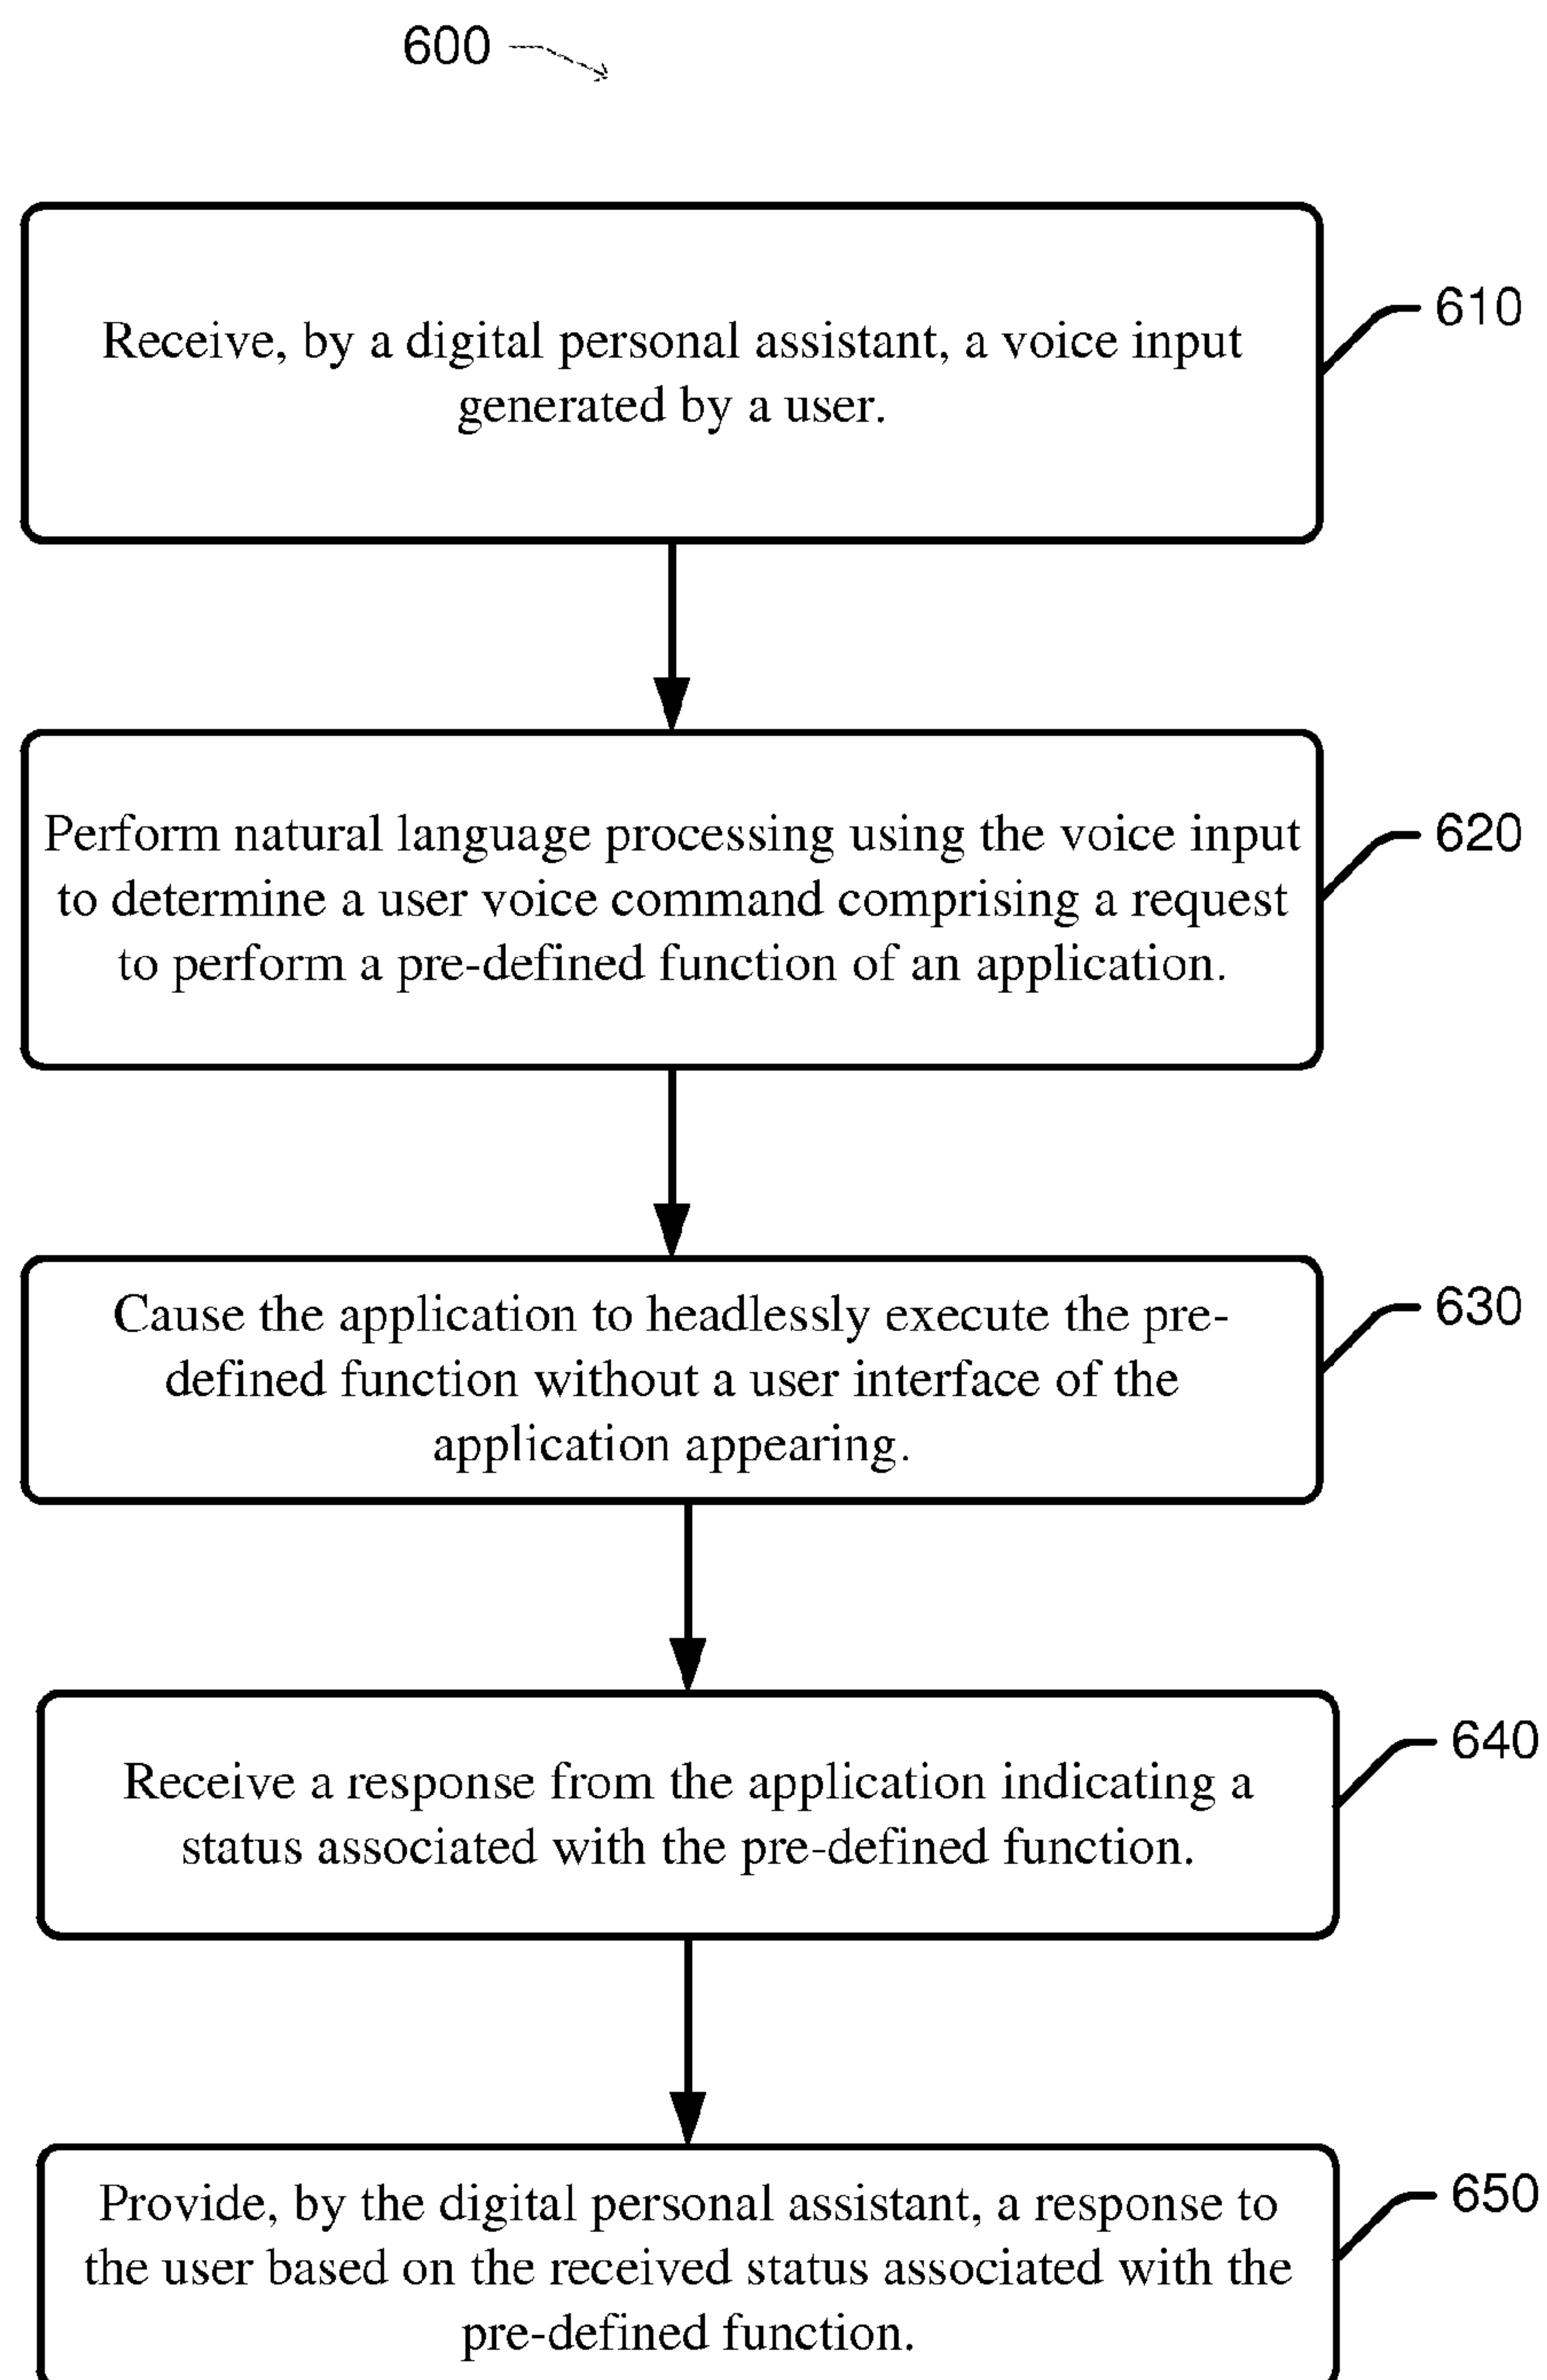 600
Receive, by a digital personal assistant, a voice input
generated by a user.
610
Perform natural language processing using the voice input
to determine a user voice command comprising a request
to perform a pre-defined function of an application.
620
Cause the application to headlessly execute the pre-
defined function without a user interface of the
application appearing.
630
Receive a response from the application indicating a
status associated with the pre-defined function.
640
Provide, by the digital personal assistant, a response to
the user based on the received status associated with the
pre-defined function.
650